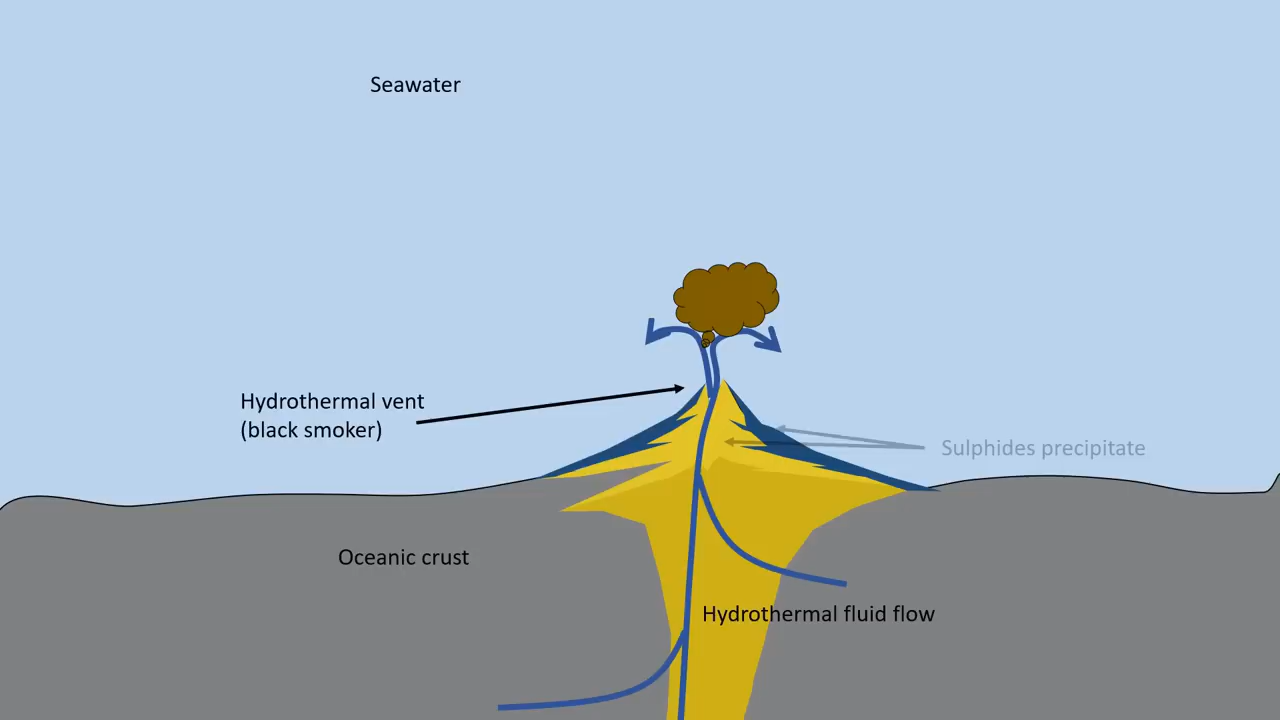 Seawater
Hydrothermal vent
(black smoker)
Sulphides precipitate
Oceanic crust
Hydrothermal fluid flow